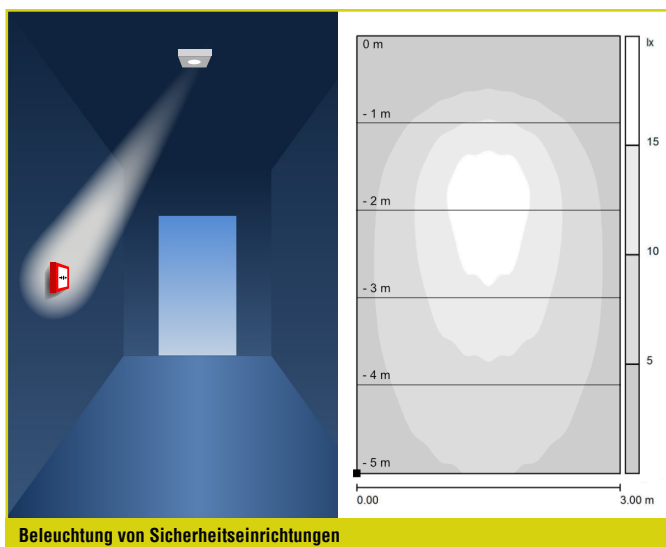 0 m
lx
- 1 m
15
- 2 m
10
- 3 m
5
- 4 m
- 5 m
0.00 3.00 m
Beleuchtung von Sicherheitseinrichtungen